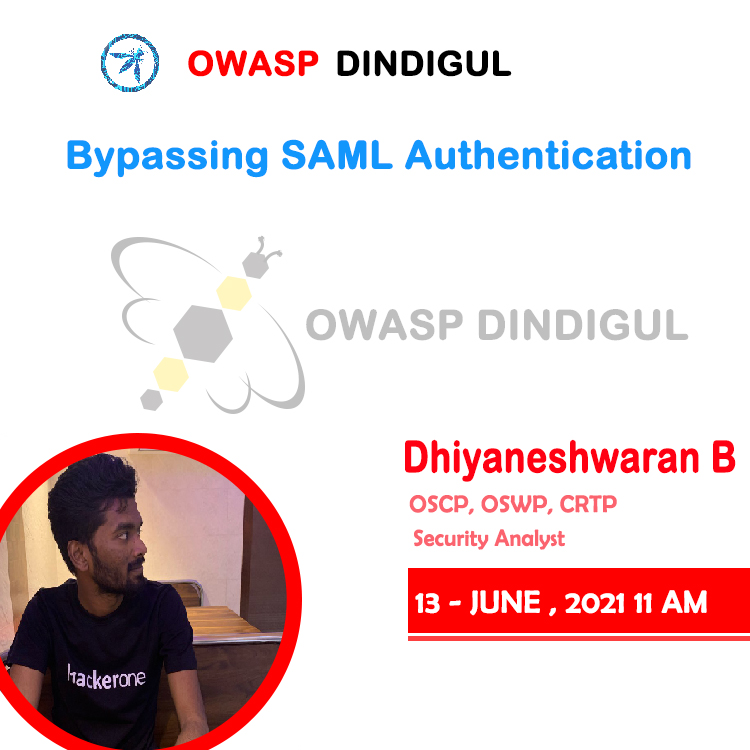 OWASP DINDIGUL
Bypassing SAML Authentication
OWASP DINDIGUL
Dhiyaneshwaran B
OSCP, OSWP, CRTP
Security Analyst
13 - JUNE , 2021 11 AM
hackerone